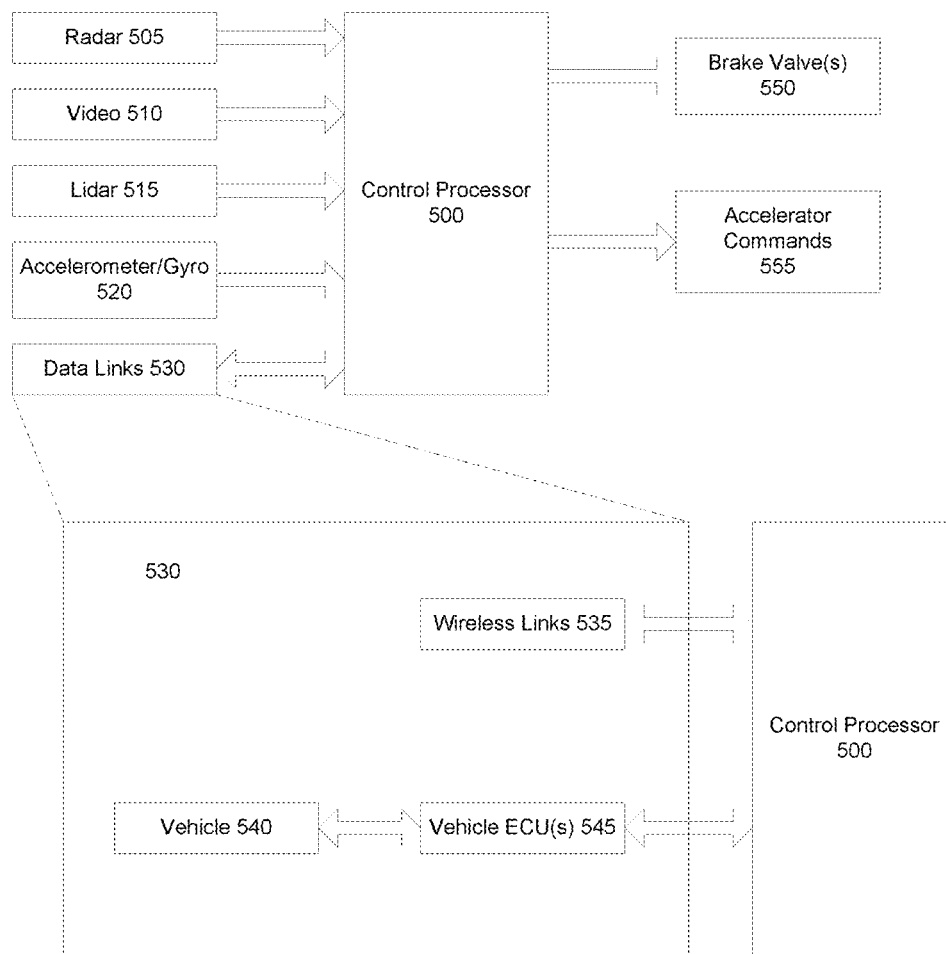 Radar 505
Video 510
Lidar 515
Accelerometer/Gyro
520
Data Links 530
Control Processor
500
Brake Valve(s)
550
Accelerator
Commands
555
530
Wireless Links 535
Vehicle 540
Vehicle ECU(s) 545
Control Processor
500